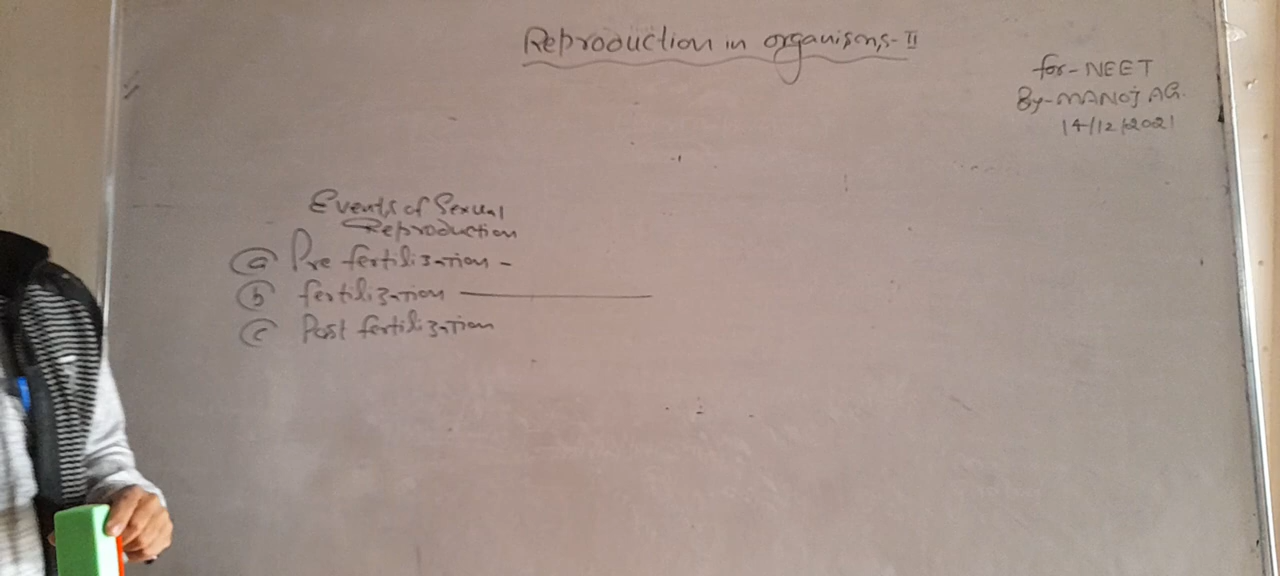 Reproduction in organisons-II
for-NEET
By-MANOJ AG.
14/12/2021
Events of Sexual
Reproduction
(a) Pre fertilization -
(b) fertilization —
(c) Post fertilization